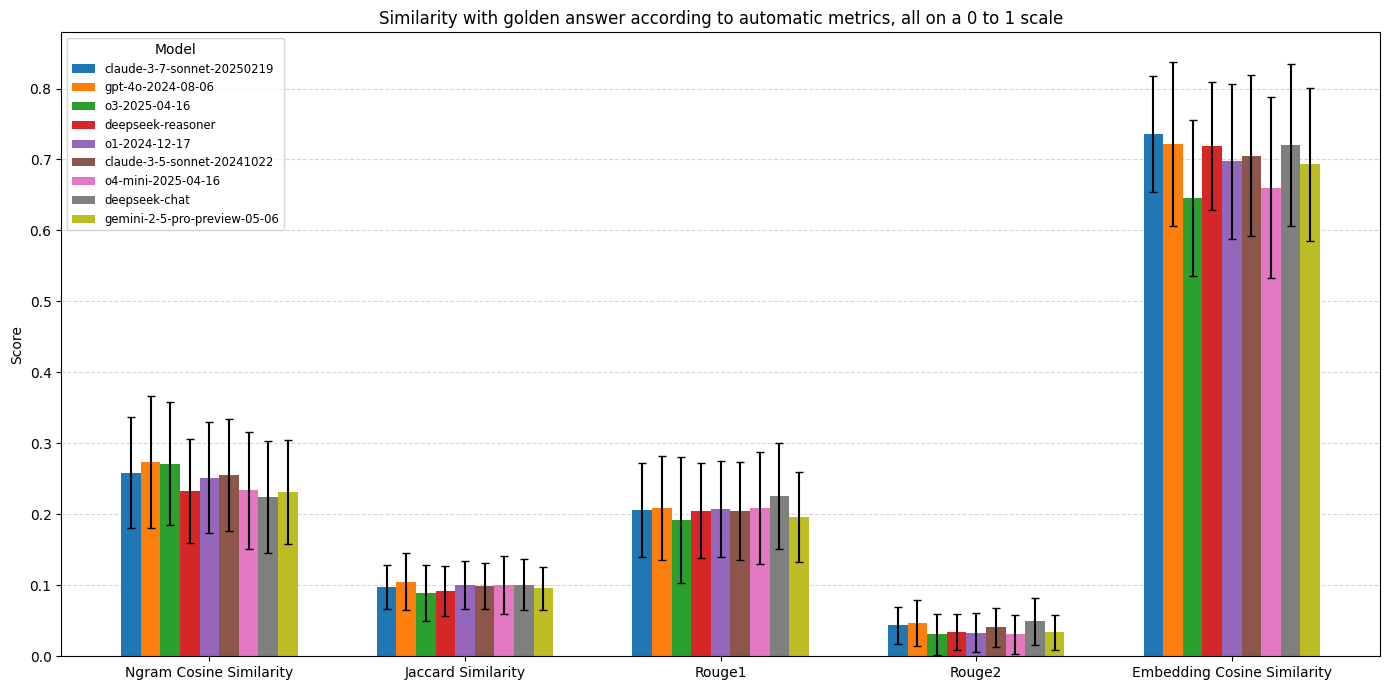 Similarity with golden answer according to automatic metrics, all on a 0 to 1 scale
Model
claude-3-7-sonnet-20250219
gpt-4o-2024-08-06
o3-2025-04-16
deepseek-reasoner
o1-2024-12-17
claude-3-5-sonnet-20241022
o4-mini-2025-04-16
deepseek-chat
gemini-2-5-pro-preview-05-06
Score
0.8
0.7
0.6
0.5
0.4
0.3
0.2
0.1
0.0
Ngram Cosine Similarity
Jaccard Similarity
Rouge1
Rouge2
Embedding Cosine Similarity